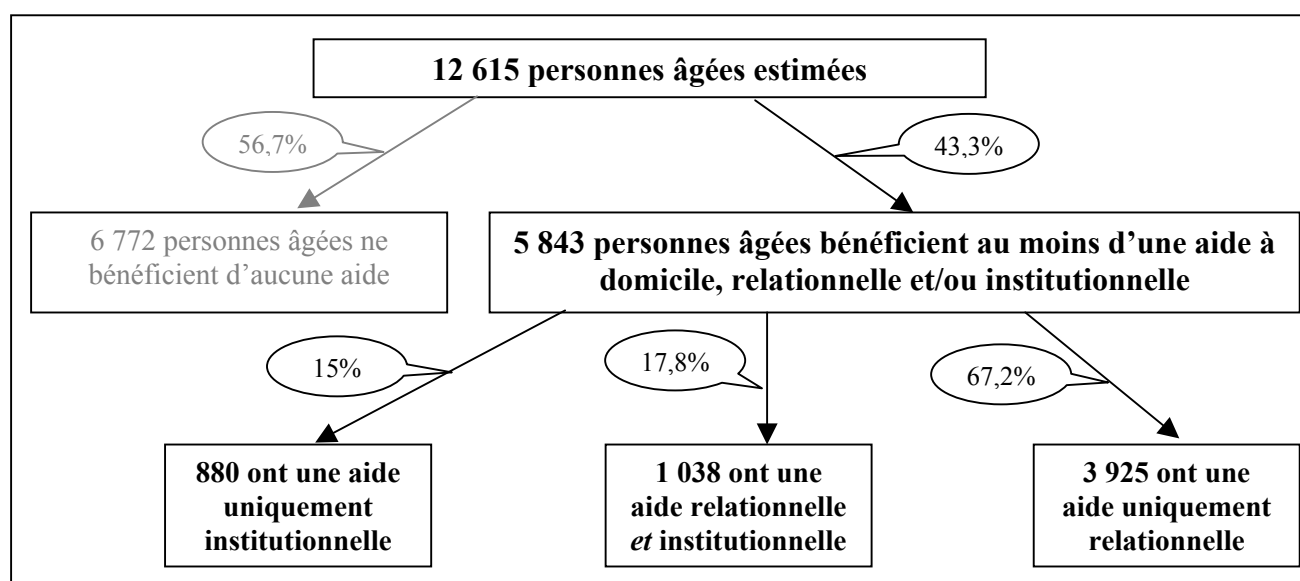 12 615 personnes âgées estimées
56,7%
43,3%
6 772 personnes âgées ne
bénéficient d'aucune aide
5 843 personnes âgées bénéficient au moins d'une aide à
domicile, relationnelle et/ou institutionnelle
15%
17,8%
67,2%
880 ont une aide
uniquement
institutionnelle
1 038 ont une
aide relationnelle
et institutionnelle
3 925 ont une
aide uniquement
relationnelle